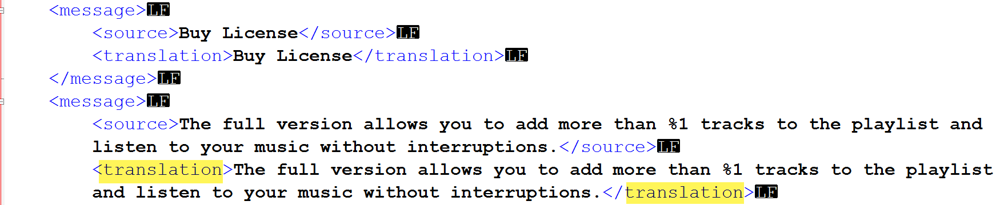 <message>LF
<source>Buy License</source>LF
<translation>Buy License</translation>LF
</message>LF
<message>LF
<source>The full version allows you to add more than %1 tracks to the playlist and
listen to your music without interruptions.</source>LF
<translation>The full version allows you to add more than %1 tracks to the playlist
and listen to your music without interruptions.</translation>LF